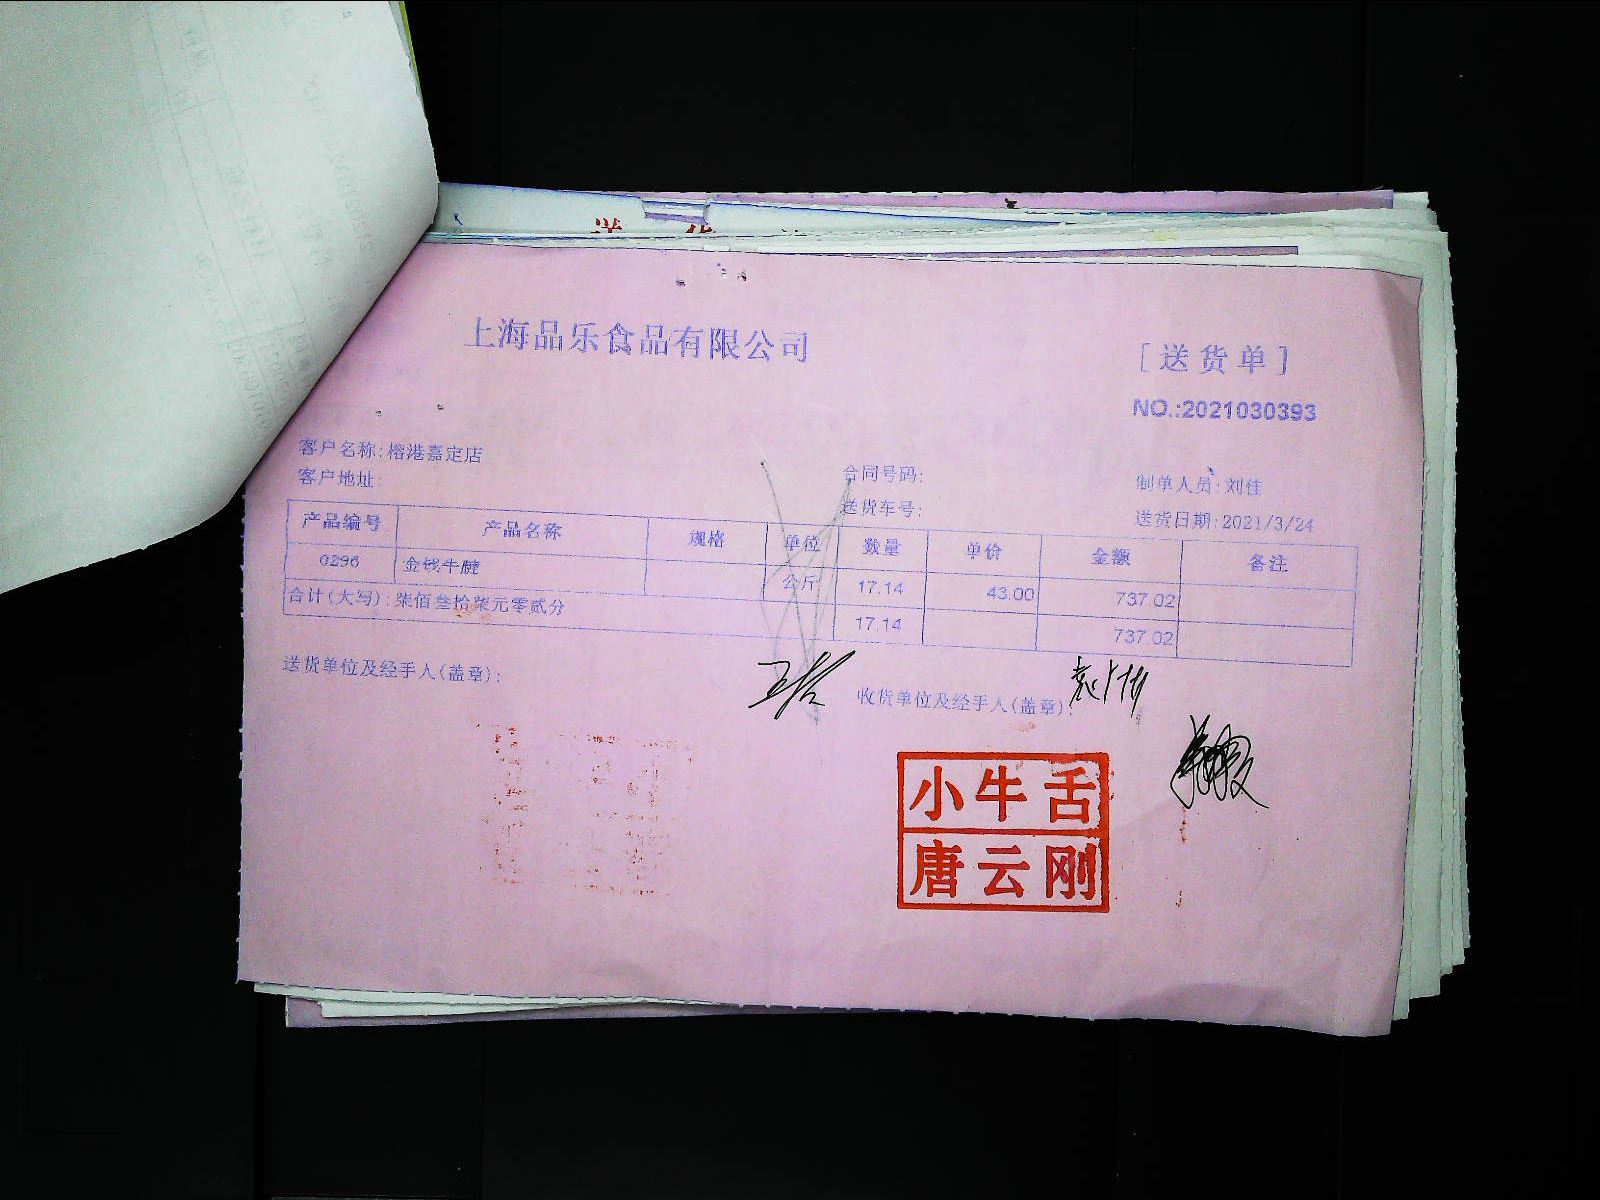 上海品乐食品有限公司
[送货单]
NO.:2021030393
客户名称:榕港嘉定店
合同号码:
制单人员:刘佳
客户地址:
送货车号:
送货日期:2021/3/24
产品编号 产品名称 规格 单位 数量 单价 金额 备注
0296 金钱牛腱 公斤 17.14 43.00 737.02
合计(大写):柒佰叁拾柒元零贰分 17.14 737.02
送货单位及经手人(盖章):
收货单位及经手人(盖章):
小牛舌
唐云刚